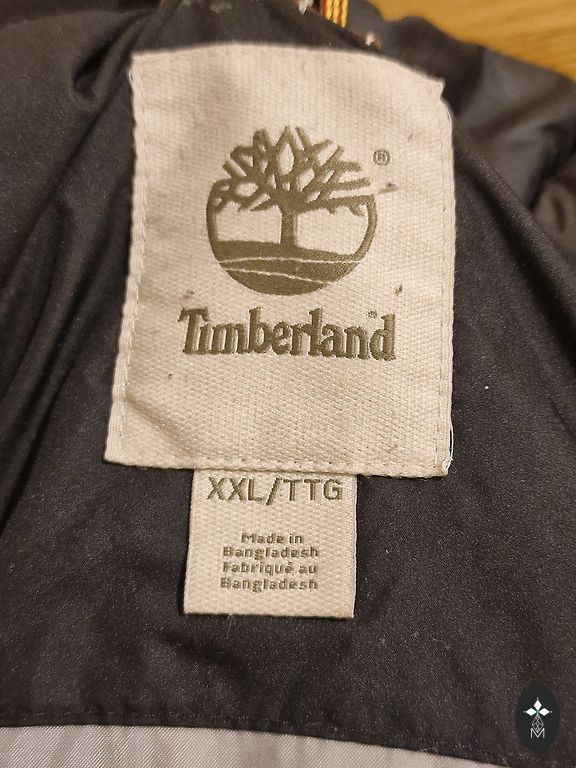 ®
Timberland
XXL/TTG
Made in
Bangladesh
Fabriqué au
Bangladesh
M